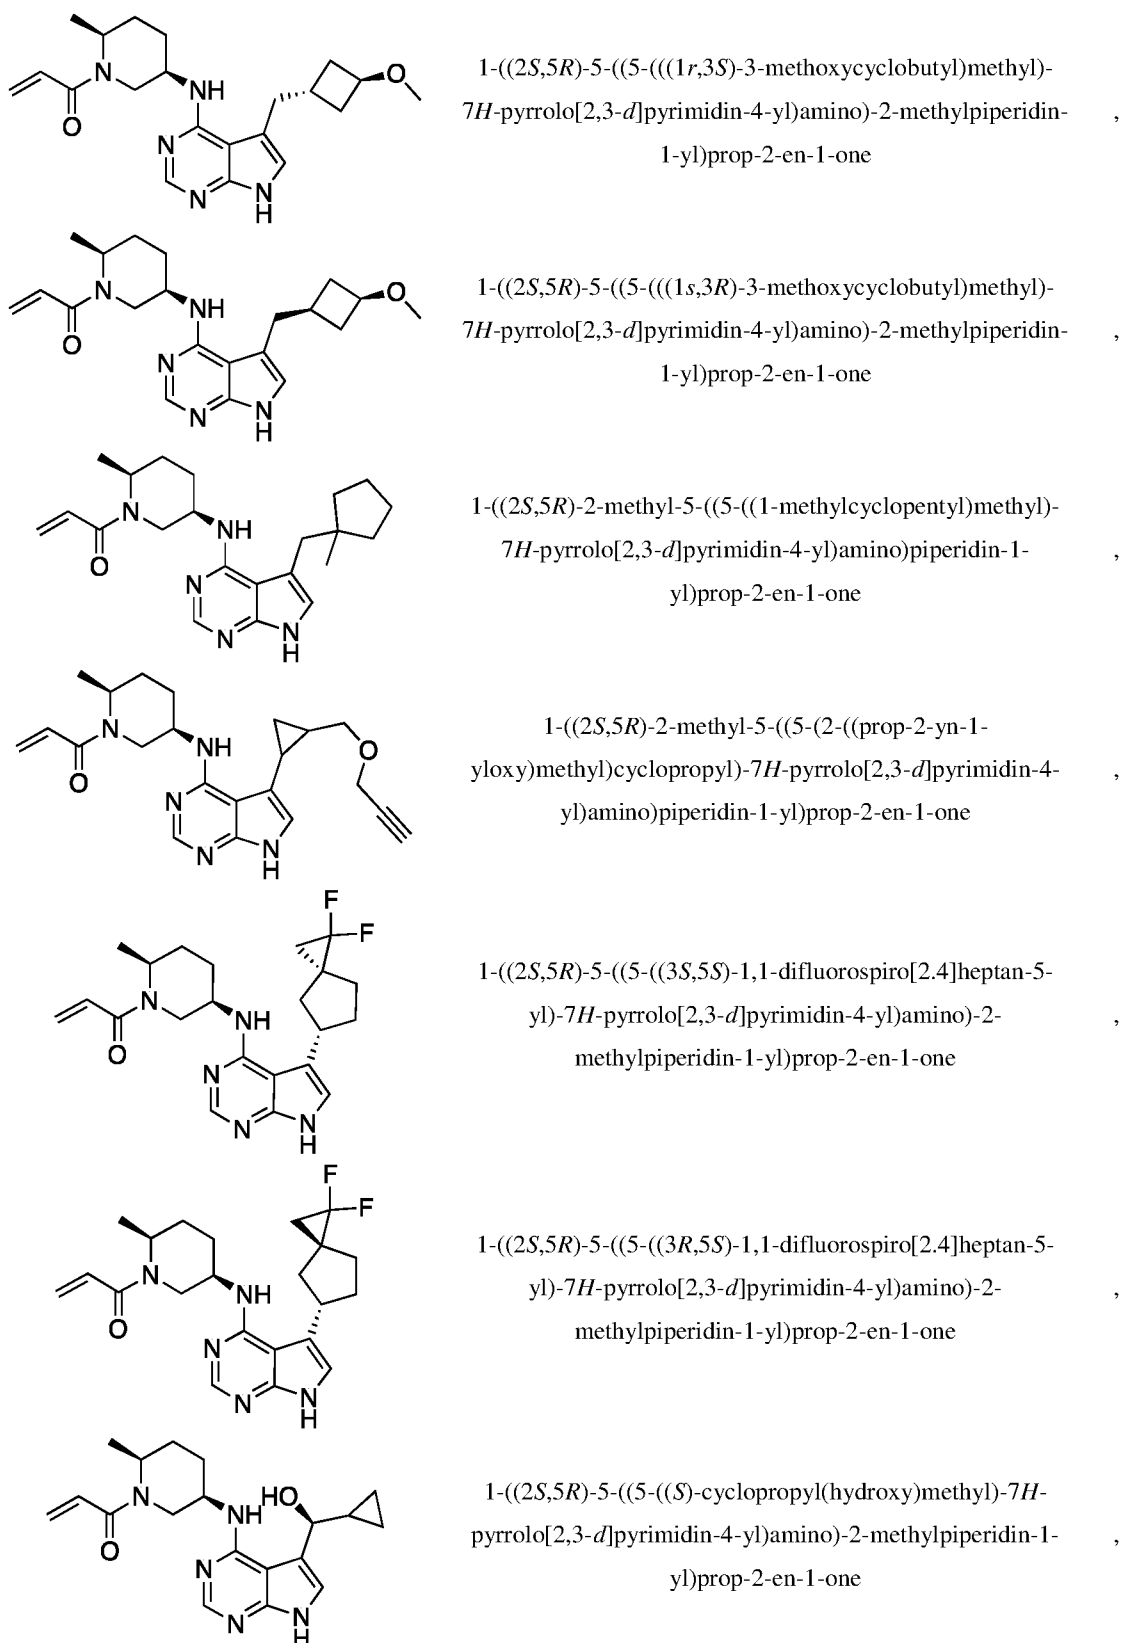 1-((2S,5R)-5-((5-(((1r,3S)-3-methoxycyclobutyl)methyl)-
7H-pyrrolo[2,3-d]pyrimidin-4-yl)amino)-2-methylpiperidin- ,
1-yl)prop-2-en-1-one
N
O
NH
O
N
N
N
H
1-((2S,5R)-5-((5-(((1s,3R)-3-methoxycyclobutyl)methyl)-
7H-pyrrolo[2,3-d]pyrimidin-4-yl)amino)-2-methylpiperidin- ,
1-yl)prop-2-en-1-one
N
O
NH
O
N
N
N
H
1-((2S,5R)-2-methyl-5-((5-((1-methylcyclopentyl)methyl)-
7H-pyrrolo[2,3-d]pyrimidin-4-yl)amino)piperidin-1- ,
yl)prop-2-en-1-one
N
NH
O
N
N
N
H
1-((2S,5R)-2-methyl-5-((5-(2-((prop-2-yn-1-
yloxy)methyl)cyclopropyl)-7H-pyrrolo[2,3-d]pyrimidin-4- ,
yl)amino)piperidin-1-yl)prop-2-en-1-one
N
NH
O
O
N
N
N
H
1-((2S,5R)-5-((5-((3S,5S)-1,1-difluorospiro[2.4]heptan-5-
yl)-7H-pyrrolo[2,3-d]pyrimidin-4-yl)amino)-2- ,
methylpiperidin-1-yl)prop-2-en-1-one
F
F
N
NH
O
N
N
N
H
1-((2S,5R)-5-((5-((3R,5S)-1,1-difluorospiro[2.4]heptan-5-
yl)-7H-pyrrolo[2,3-d]pyrimidin-4-yl)amino)-2- ,
methylpiperidin-1-yl)prop-2-en-1-one
F
F
N
NH
O
N
N
N
H
1-((2S,5R)-5-((5-((S)-cyclopropyl(hydroxy)methyl)-7H-
pyrrolo[2,3-d]pyrimidin-4-yl)amino)-2-methylpiperidin-1- ,
yl)prop-2-en-1-one
N
HO
NH
O
N
N
N
H